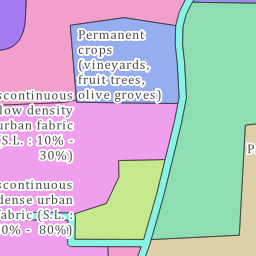 Permanent
crops
(vineyards,
fruit trees,
olive groves)
scontinuous
low density
urban fabric
S.L. : 10% -
30%)
P
scontinuous
dense urban
fabric (S.L. :
0% - 80%)